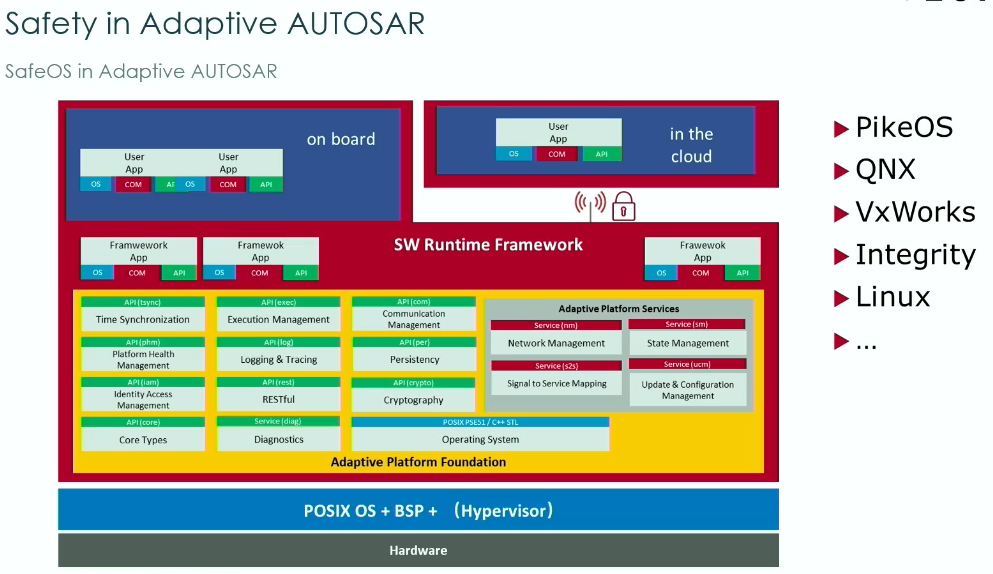 Safety in Adaptive AUTOSAR
SafeOS in Adaptive AUTOSAR
on board
User
App
OS
COM
User
App
OS
COM
API
User
App
OS
COM
API
in the
cloud
SW Runtime Framework
Framwework
App
OS
COM
API
Framewok
App
OS
COM
API
Frawewok
App
OS
COM
API
API(tsync)
Time Synchronization
API(exec)
Execution Management
API(com)
Communication
Management
API(phm)
Platform Health
Management
API(log)
Logging & Tracing
API(per)
Persistency
API(iam)
Identity Access
Management
API(rest)
RESTful
API(crypto)
Cryptography
API(core)
Core Types
Service(diag)
Diagnostics
POSIX PSE51 / C++ STL
Operating System
Adaptive Platform Services
Service(nm)
Network Management
Service(sm)
State Management
Service(s2s)
Signal to Service Mapping
Service(ucm)
Update & Configuration
Management
Adaptive Platform Foundation
POSIX OS + BSP + （Hypervisor）
Hardware
PikeOS
QNX
VxWorks
Integrity
Linux
...